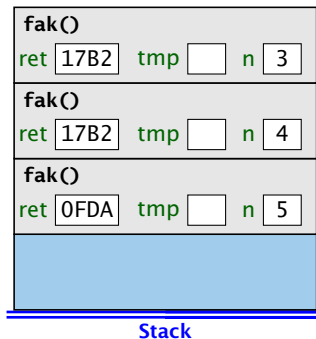 fak()
ret 17B2 tmp n 3
fak()
ret 17B2 tmp n 4
fak()
ret 0FDA tmp n 5
Stack